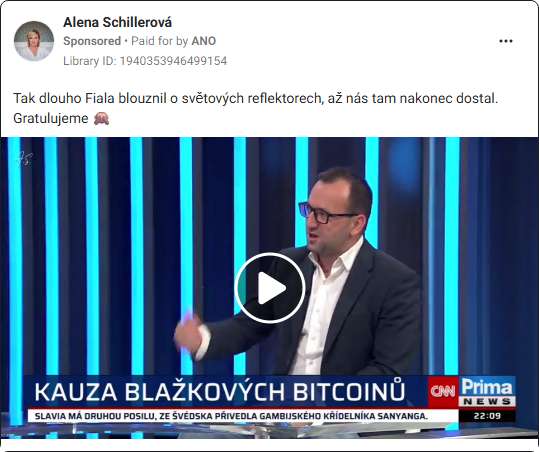 Alena Schillerová
Sponsored • Paid for by ANO
Library ID: 1940353946499154
Tak dlouho Fiala blouznil o světových reflektorech, až nás tam nakonec dostal.
Gratulujeme 🙈
KAUZA BLAŽKOVÝCH BITCOINŮ
CNN Prima
NEWS
SLAVIA MÁ DRUHOU POSILU, ZE ŠVÉDSKA PŘIVEDLA GAMBIJSKÉHO KŘÍDELNÍKA SANYANGA.
22:09